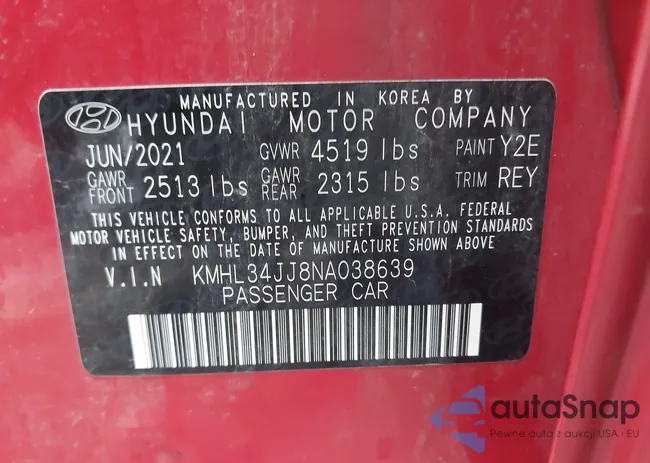 MANUFACTURED IN KOREA BY
HYUNDAI MOTOR COMPANY
JUN/2021 GVWR 4519 lbs PAINT Y2E
GAWR FRONT 2513 lbs GAWR REAR 2315 lbs TRIM REY
THIS VEHICLE CONFORMS TO ALL APPLICABLE U.S.A. FEDERAL
MOTOR VEHICLE SAFETY, BUMPER, AND THEFT PREVENTION STANDARDS
IN EFFECT ON THE DATE OF MANUFACTURE SHOWN ABOVE
V.I.N KMHL34JJ8NA038639
PASSENGER CAR
autaSnap
Pewne auta z aukcji USA i EU